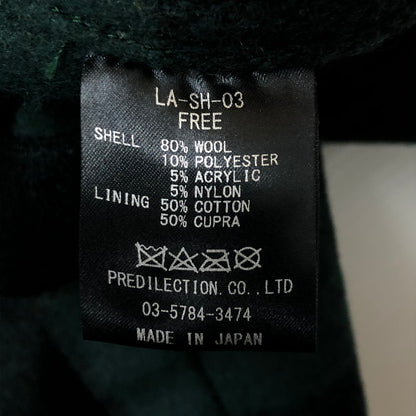 LA-SH-03
FREE
SHELL 80% WOOL
10% POLYESTER
5% ACRYLIC
5% NYLON
LINING 50% COTTON
50% CUPRA
PREDILECTION.CO.,LTD
03-5784-3474
MADE IN JAPAN